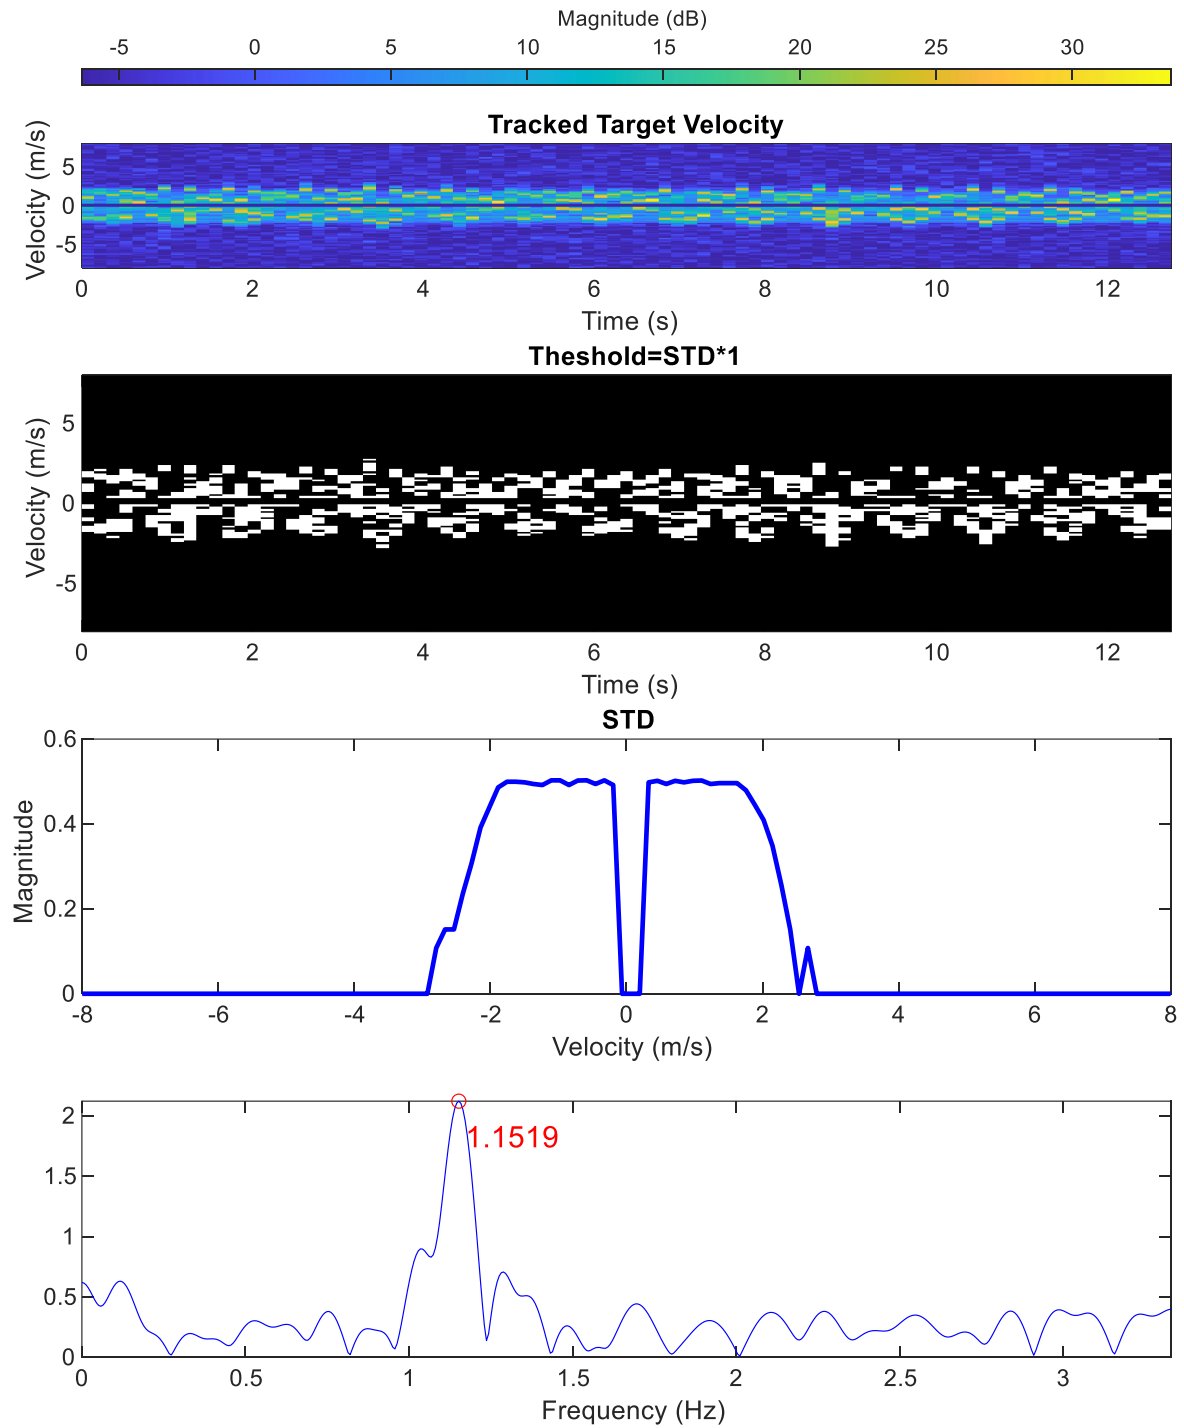 Magnitude (dB)
-5 0 5 10 15 20 25 30
Tracked Target Velocity
Velocity (m/s)
5
0
-5
0 2 4 6 8 10 12
Time (s)
Theshold=STD*1
Velocity (m/s)
5
0
-5
0 2 4 6 8 10 12
Time (s)
STD
Magnitude
0.6
0.4
0.2
0
-8 -6 -4 -2 0 2 4 6 8
Velocity (m/s)
2
1.5
1
0.5
0
1.1519
0 0.5 1 1.5 2 2.5 3
Frequency (Hz)